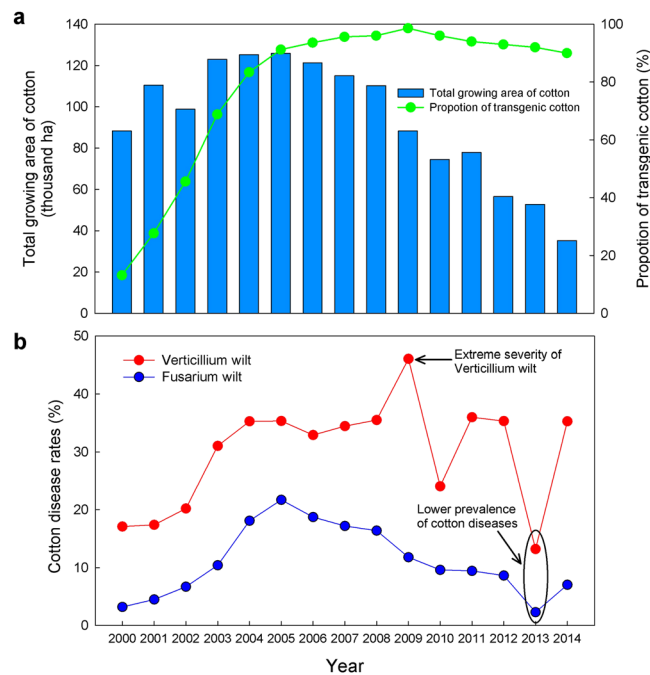 a
Total growing area of cotton
(thousand ha)
140
120
100
80
60
40
20
0
Total growing area of cotton
Propotion of transgenic cotton
100
80
60
40
20
0
Propotion of transgenic cotton (%)
b
Cotton disease rates (%)
50
40
30
20
10
0
Verticillium wilt
Fusarium wilt
Extreme severity of
Verticillium wilt
Lower prevalence
of cotton diseases
2000 2001 2002 2003 2004 2005 2006 2007 2008 2009 2010 2011 2012 2013 2014
Year